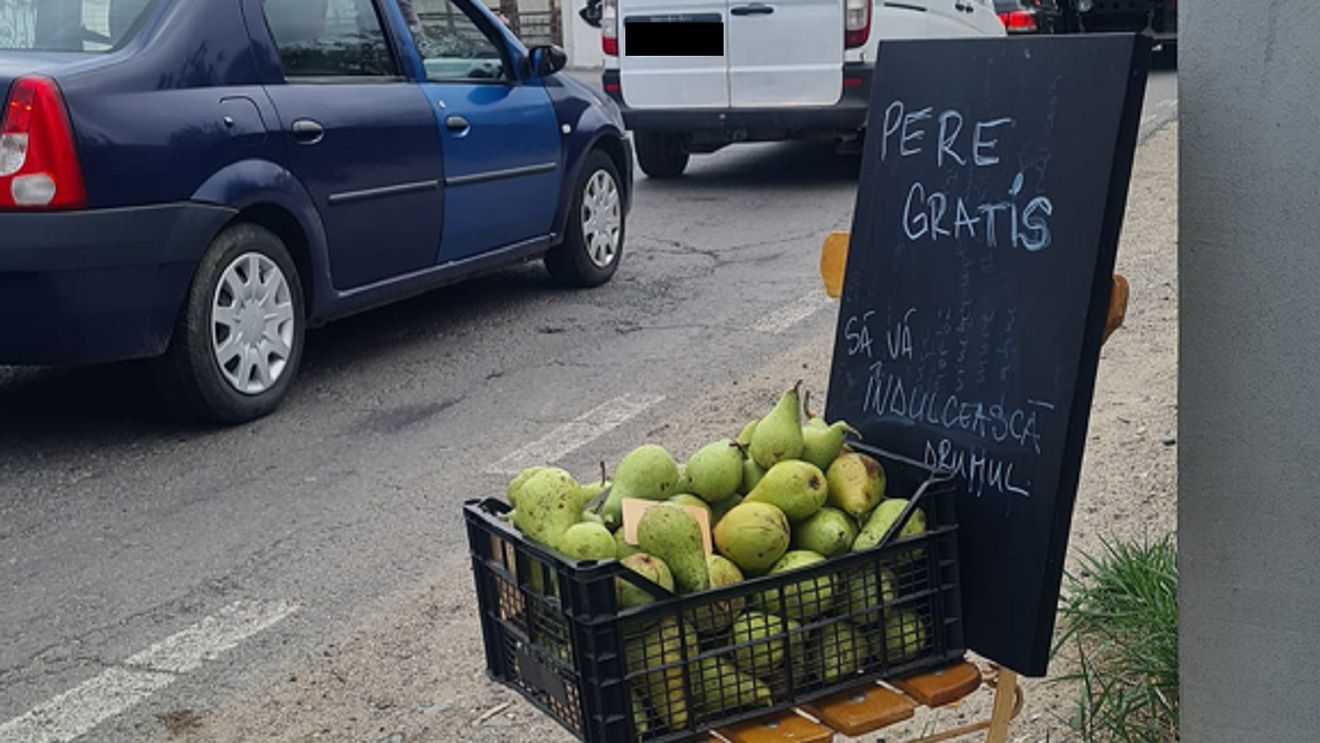 PERE
GRATIS
SĂ VĂ
ÎNDULCEASCĂ
DRUMUL